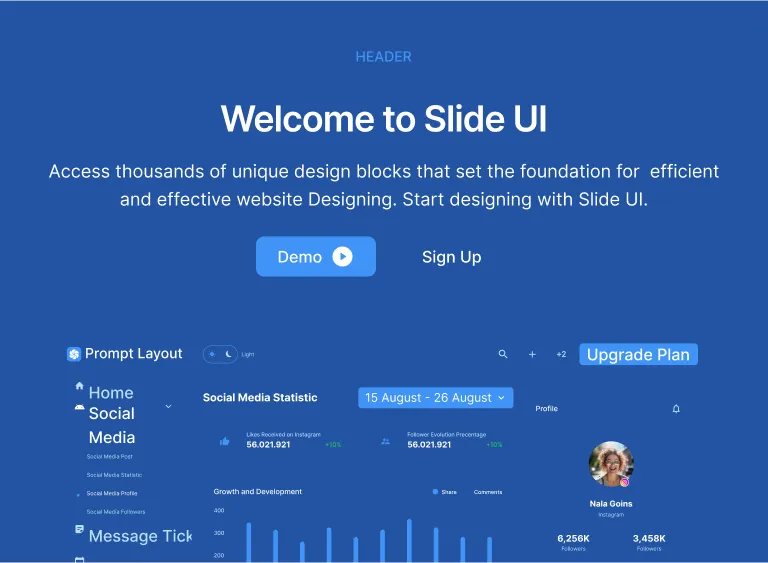 HEADER
Welcome to Slide UI
Access thousands of unique design blocks that set the foundation for efficient
and effective website Designing. Start designing with Slide UI.
Demo
Sign Up
Prompt Layout
Light
+2
Upgrade Plan
Home
Social
Media
Social Media Post
Social Media Statistic
Social Media Profile
Social Media Followers
Message Tick
Social Media Statistic
15 August - 26 August
Likes Received on Instagram
56.021.921
+10%
Follower Evolution Precentage
56.021.921
+10%
Growth and Development
Share
Comments
400
300
200
Profile
Nala Goins
Instagram
6,256K
Followers
3,458K
Followers